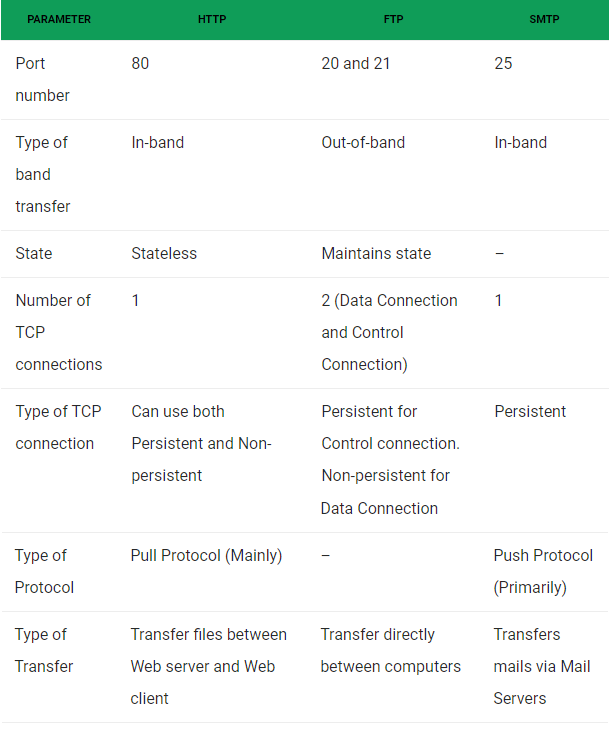 PARAMETER HTTP FTP SMTP
Port number 80 20 and 21 25
Type of band transfer In-band Out-of-band In-band
State Stateless Maintains state –
Number of TCP connections 1 2 (Data Connection and Control Connection) 1
Type of TCP connection Can use both Persistent and Non-persistent Persistent for Control connection. Non-persistent for Data Connection Persistent
Type of Protocol Pull Protocol (Mainly) – Push Protocol (Primarily)
Type of Transfer Transfer files between Web server and Web client Transfer directly between computers Transfers mails via Mail Servers